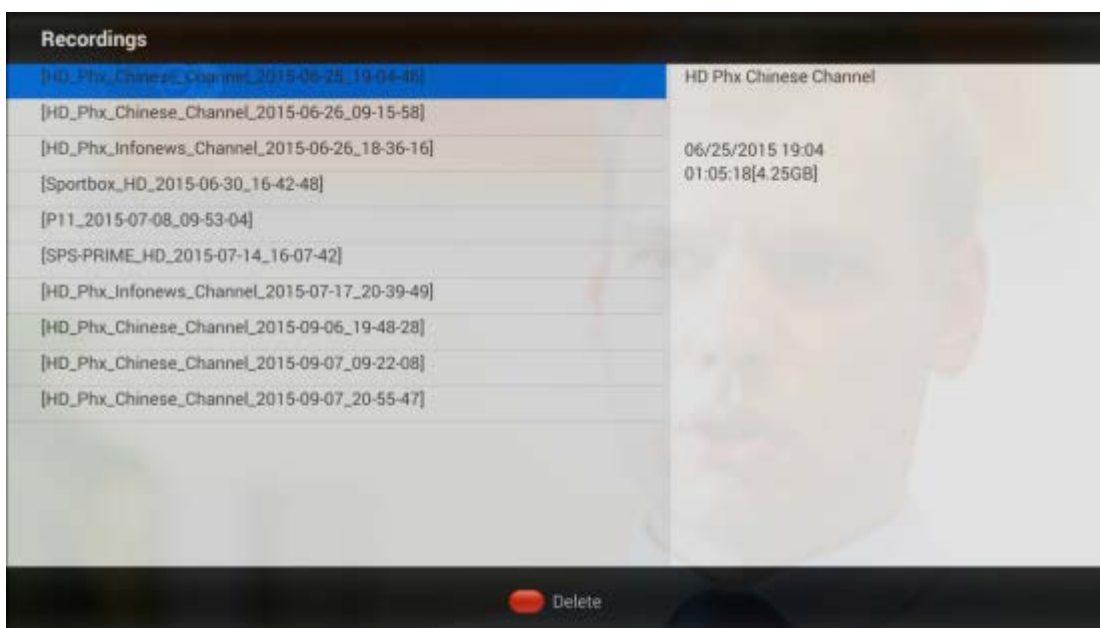 Recordings
[HD_Phx_Chinese_Channel_2015-06-25_19-04-46]
[HD_Phx_Chinese_Channel_2015-06-26_09-15-58]
[HD_Phx_Infonews_Channel_2015-06-26_18-36-16]
[Sportbox_HD_2015-06-30_16-42-48]
[P11_2015-07-08_09-53-04]
[SPS-PRIME_HD_2015-07-14_16-07-42]
[HD_Phx_Infonews_Channel_2015-07-17_20-39-49]
[HD_Phx_Chinese_Channel_2015-09-06_19-48-28]
[HD_Phx_Chinese_Channel_2015-09-07_09-22-08]
[HD_Phx_Chinese_Channel_2015-09-07_20-55-47]
HD Phx Chinese Channel
06/25/2015 19:04
01:05:18[4.25GB]
Delete